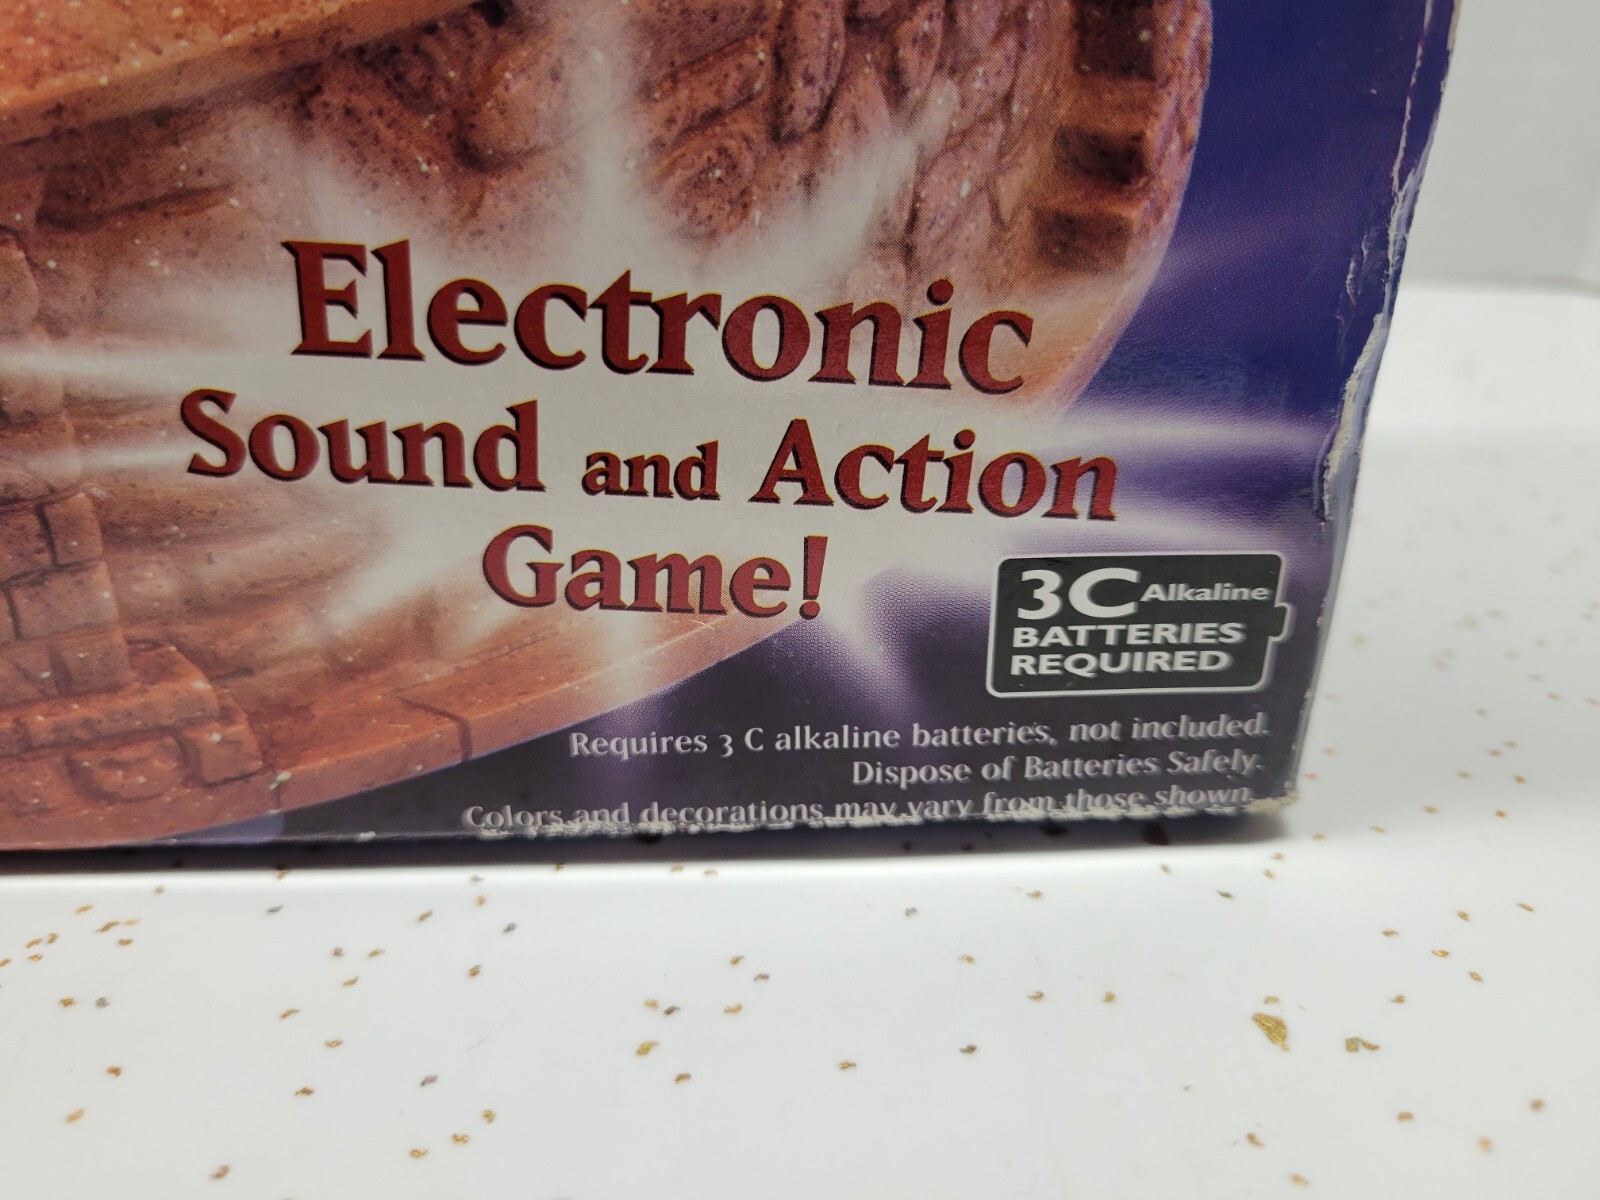 Electronic
Sound and Action
Game!
3C Alkaline
BATTERIES
REQUIRED
Requires 3 C alkaline batteries, not included.
Dispose of Batteries Safely.
Colors and decorations may vary from those shown.